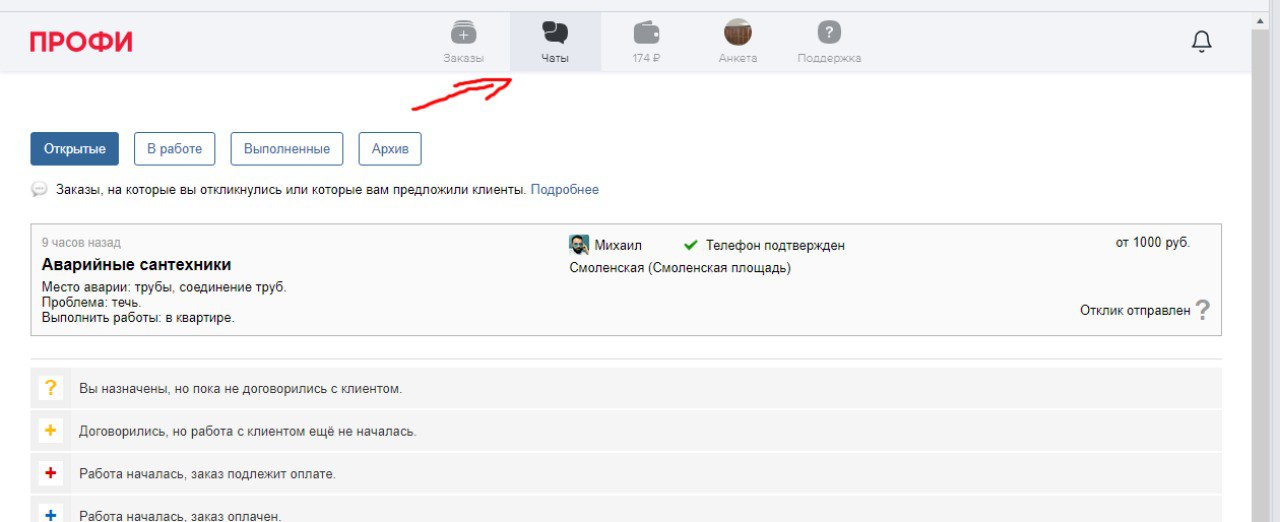 ПРОФИ
Заказы
Чаты
174 ₽
Анкета
Поддержка
Открытые
В работе
Выполненные
Архив
Заказы, на которые вы откликнулись или которые вам предложили клиенты. Подробнее
9 часов назад
Аварийные сантехники
Место аварии: трубы, соединение труб.
Проблема: течь.
Выполнить работы: в квартире.
Михаил
Телефон подтвержден
Смоленская (Смоленская площадь)
от 1000 руб.
Отклик отправлен ?
? Вы назначены, но пока не договорились с клиентом.
+ Договорились, но работа с клиентом ещё не началась.
+ Работа началась, заказ подлежит оплате.
+ Работа началась, заказ оплачен.